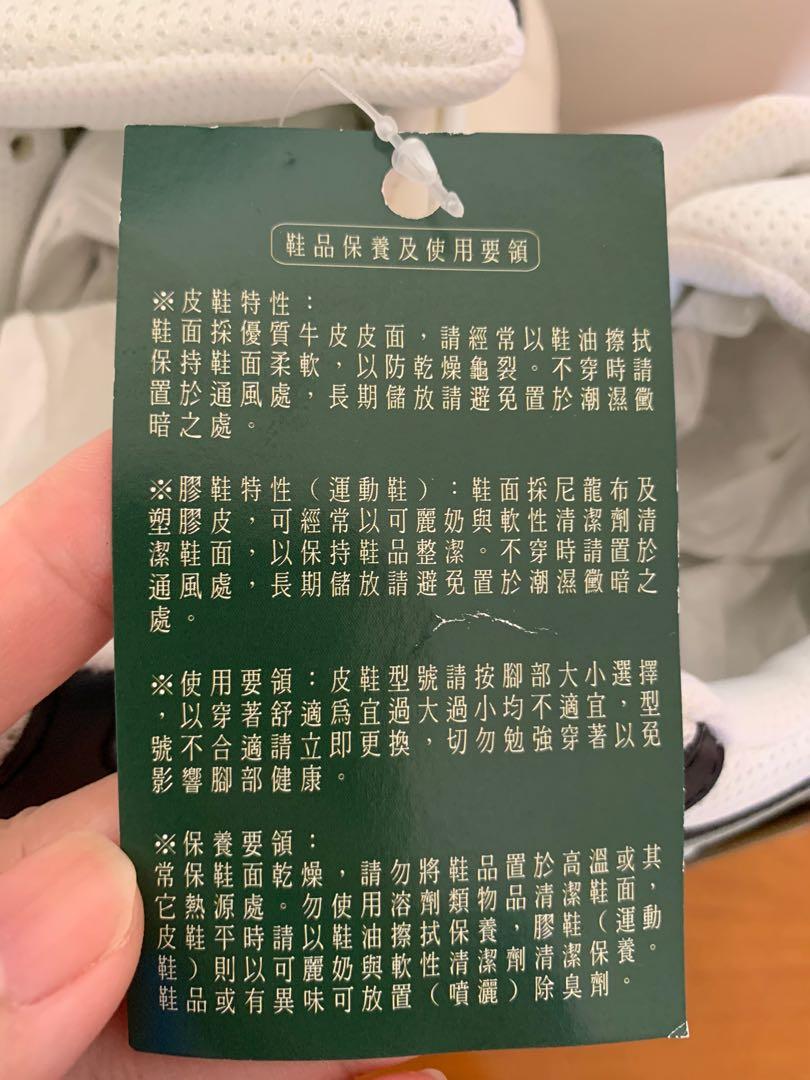 鞋品保養及使用要領
※皮鞋特性：
鞋面採優質牛皮皮面，請經常以鞋油擦拭
保持鞋面柔軟，以防乾燥龜裂。不穿時請
置於通風處，長期儲放請避免置於潮濕黴
暗之處。
※膠鞋特性（運動鞋）：鞋面採尼龍布及
塑膠皮，可經常以可麗奶與軟性清潔劑清
潔鞋面，以保持鞋品整潔。不穿時請置於
通風處，長期儲放請避免置於潮濕黴暗之
處。
※使用要領：皮鞋型號請按腳部大小選擇
，以穿著舒適為宜過大過小均不適宜，型
號不合適請立即更換，切勿勉強穿著以免
影響腳部健康。
※保養要領：
常保鞋面乾燥，請勿將鞋品置於高溫或其
它熱源處。勿使用溶劑類物品清潔鞋面，
皮鞋平時請以鞋油擦拭保養，膠鞋（運動
鞋）則以可麗奶與軟性清潔劑清潔保養。
鞋品或有異味可放置（噴灑）除臭劑。